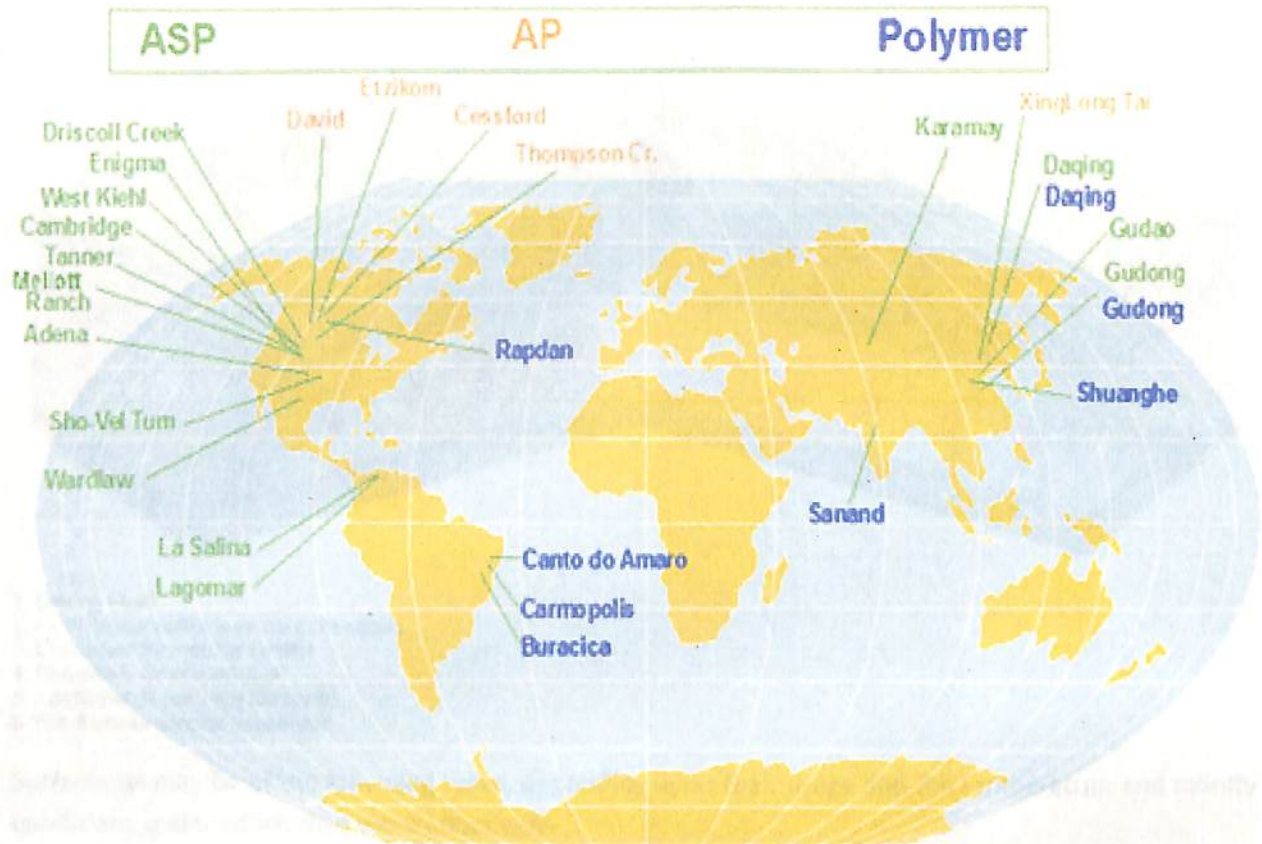 ASP AP Polymer
Etzikom
David
Cessford
Thompson Cr.
Driscoll Creek
Enigma
West Kiehl
Cambridge
Tanner
Mellott
Ranch
Adena
Sho-Vel Tum
Wardlaw
La Salina
Lagomar
Rapdan
Canto do Amaro
Carmopolis
Buracica
Karamay
XingLong Tai
Daqing
Daqing
Gudao
Gudong
Gudong
Shuanghe
Sanand